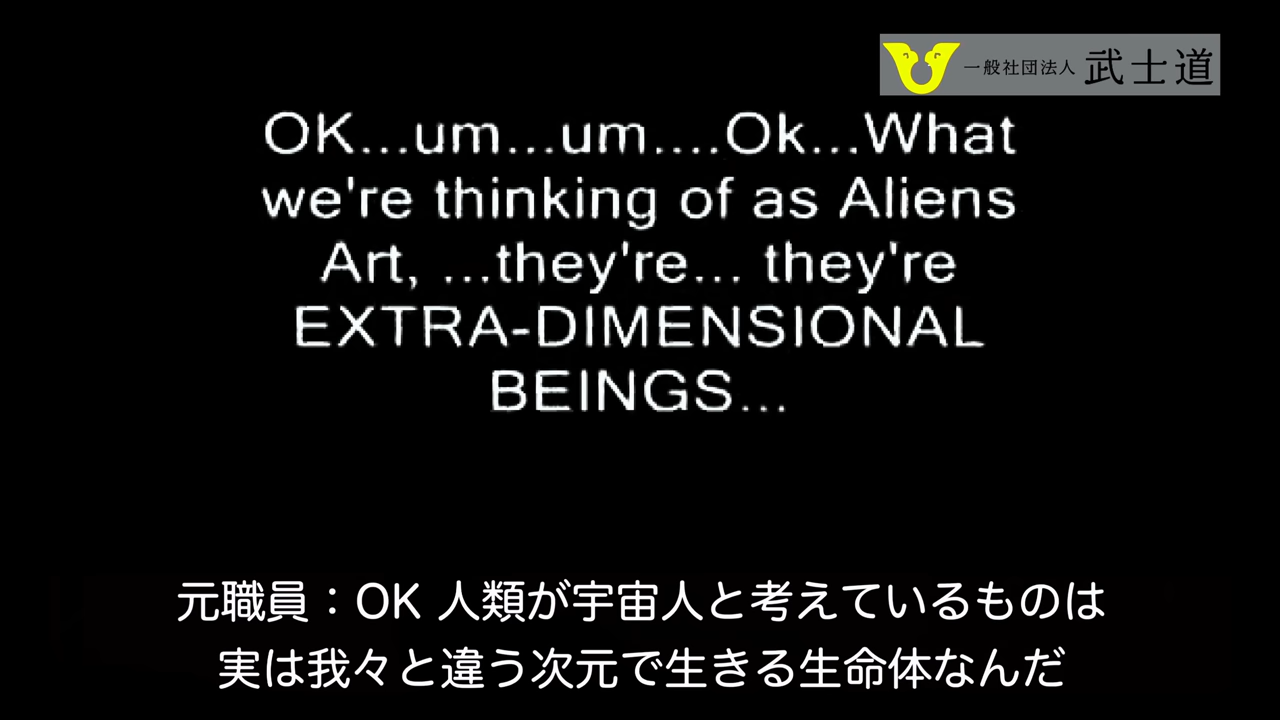 一般社団法人 武士道
OK...um...um....Ok...What
we're thinking of as Aliens
Art, ...they're... they're
EXTRA-DIMENSIONAL
BEINGS...
元職員：OK 人類が宇宙人と考えているものは
実は我々と違う次元で生きる生命体なんだ